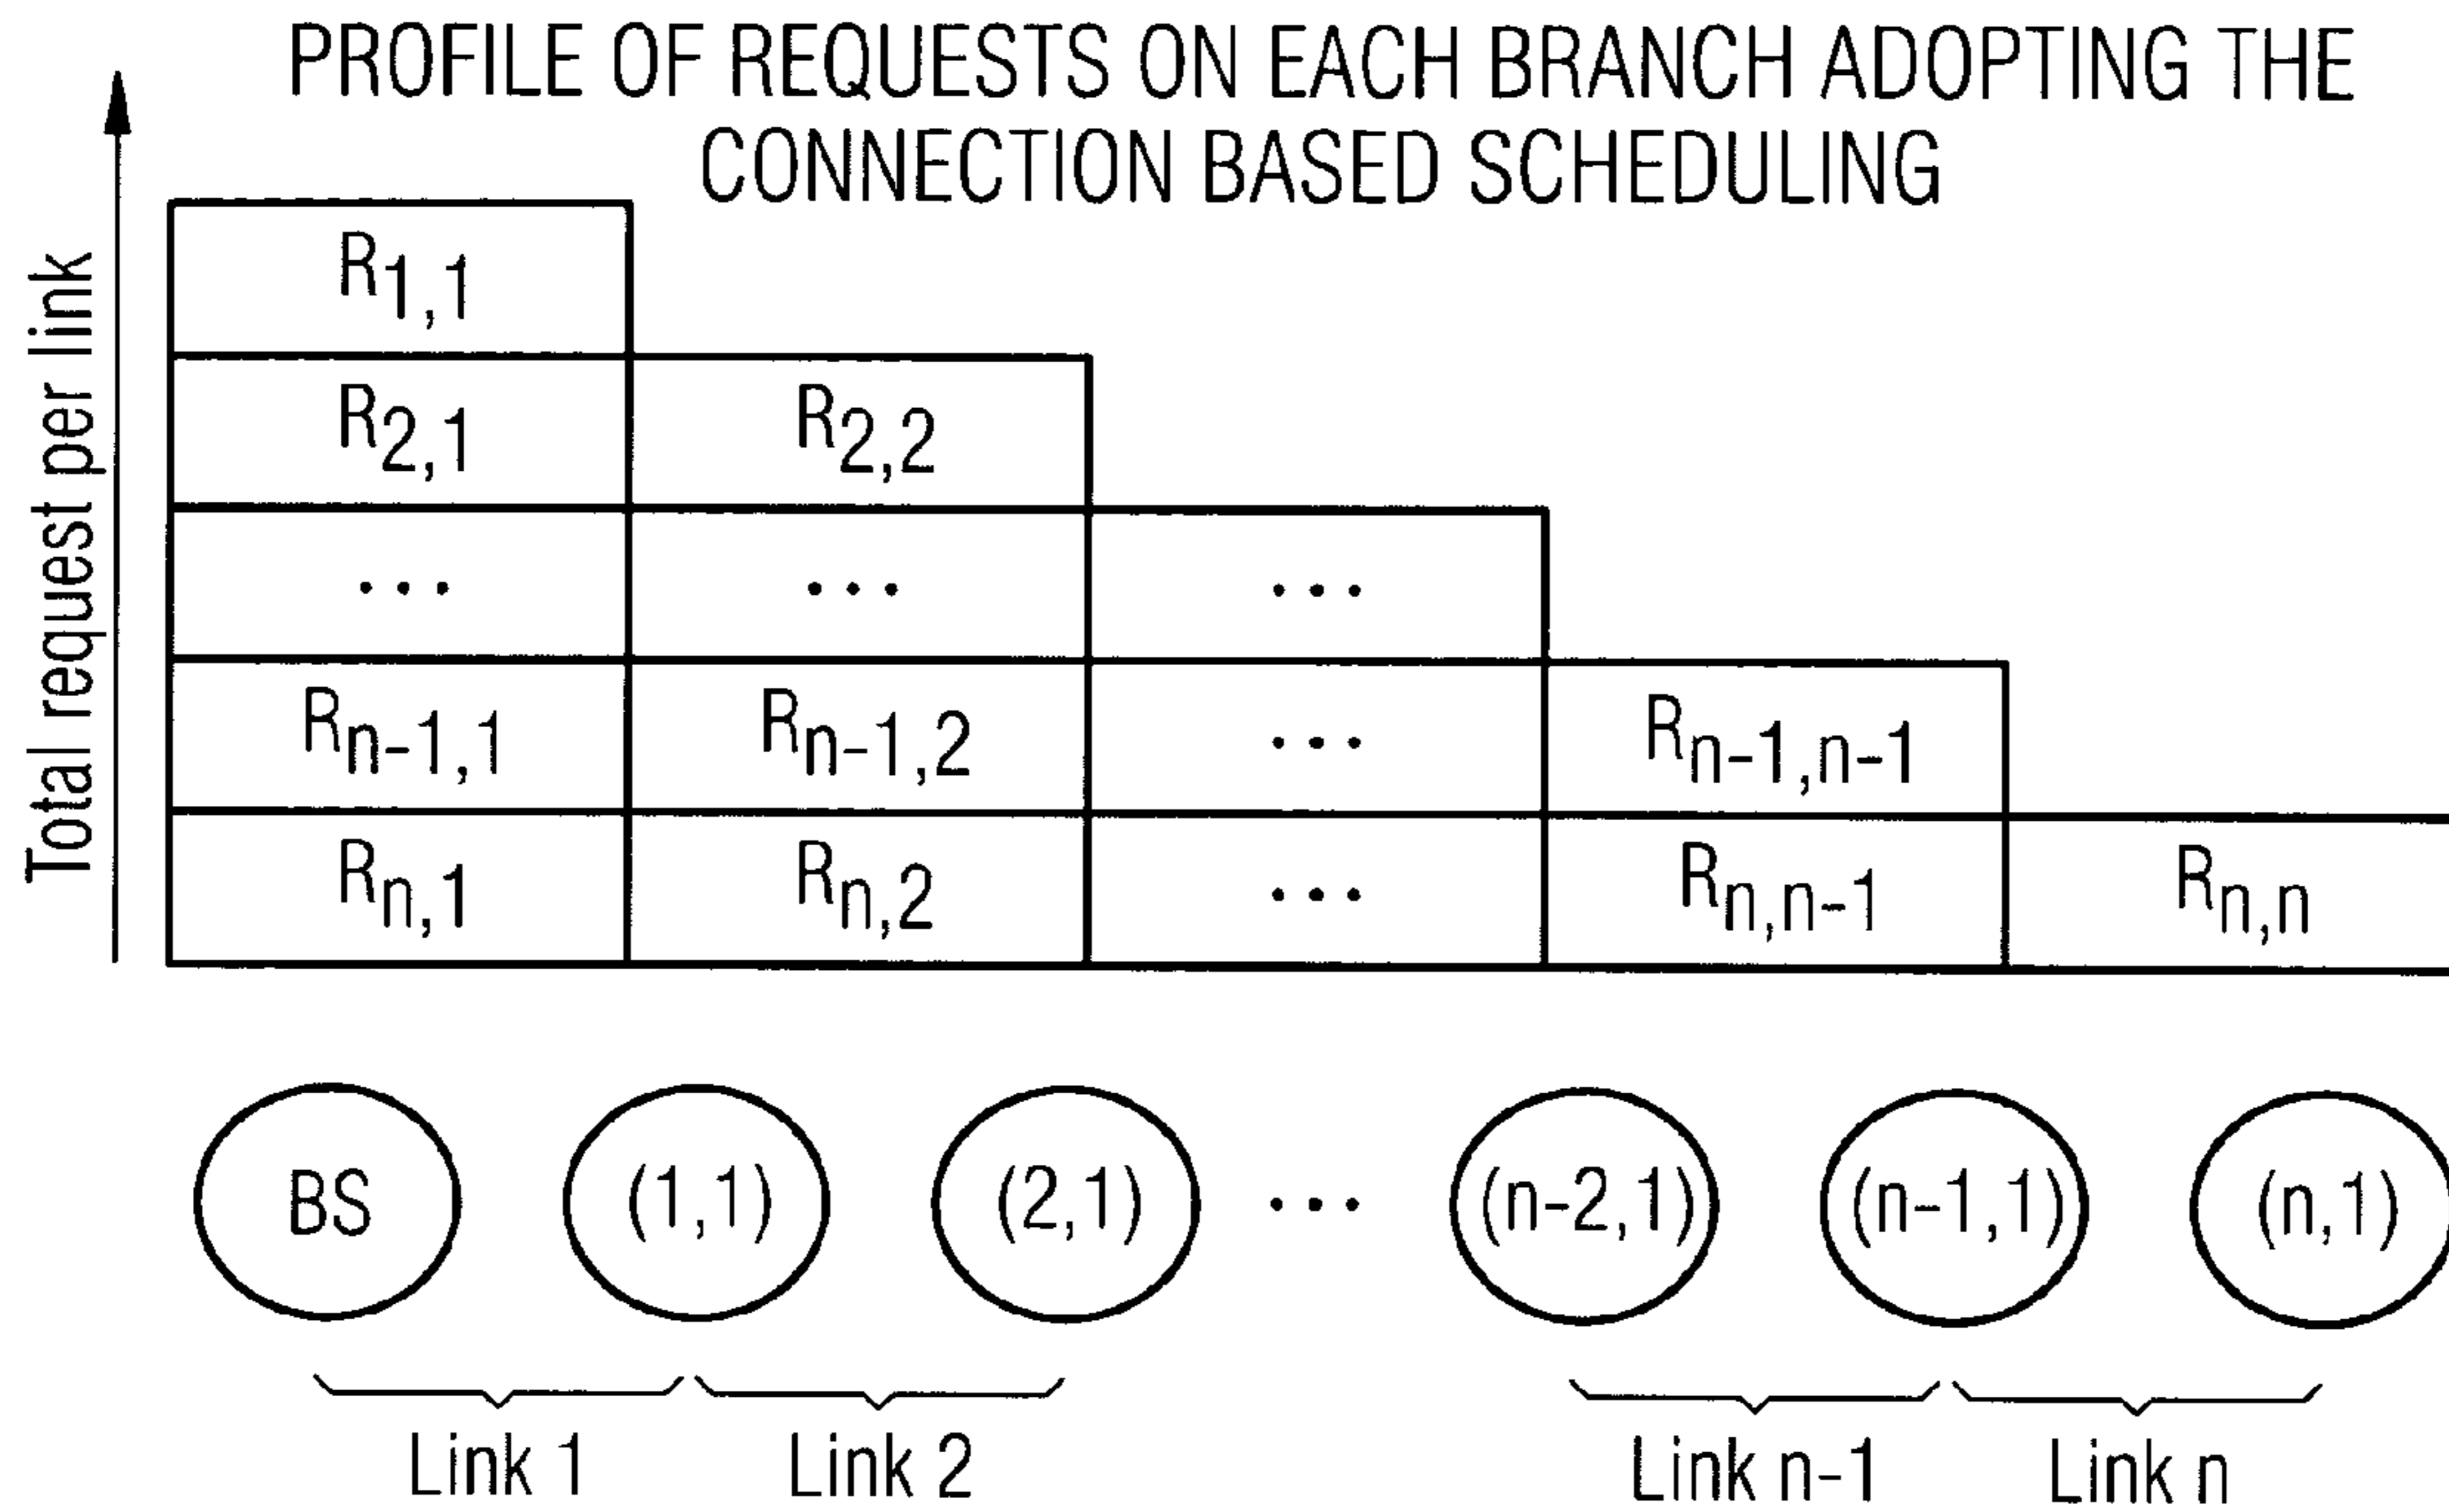 PROFILE OF REQUESTS ON EACH BRANCH ADOPTING THE
CONNECTION BASED SCHEDULING
Total request per link
R1,1
R2,1 R2,2
... ... ...
Rn-1,1 Rn-1,2 ... Rn-1,n-1
Rn,1 Rn,2 ... Rn,n-1 Rn,n
BS (1,1) (2,1) ... (n-2,1) (n-1,1) (n,1)
Link 1 Link 2 Link n-1 Link n